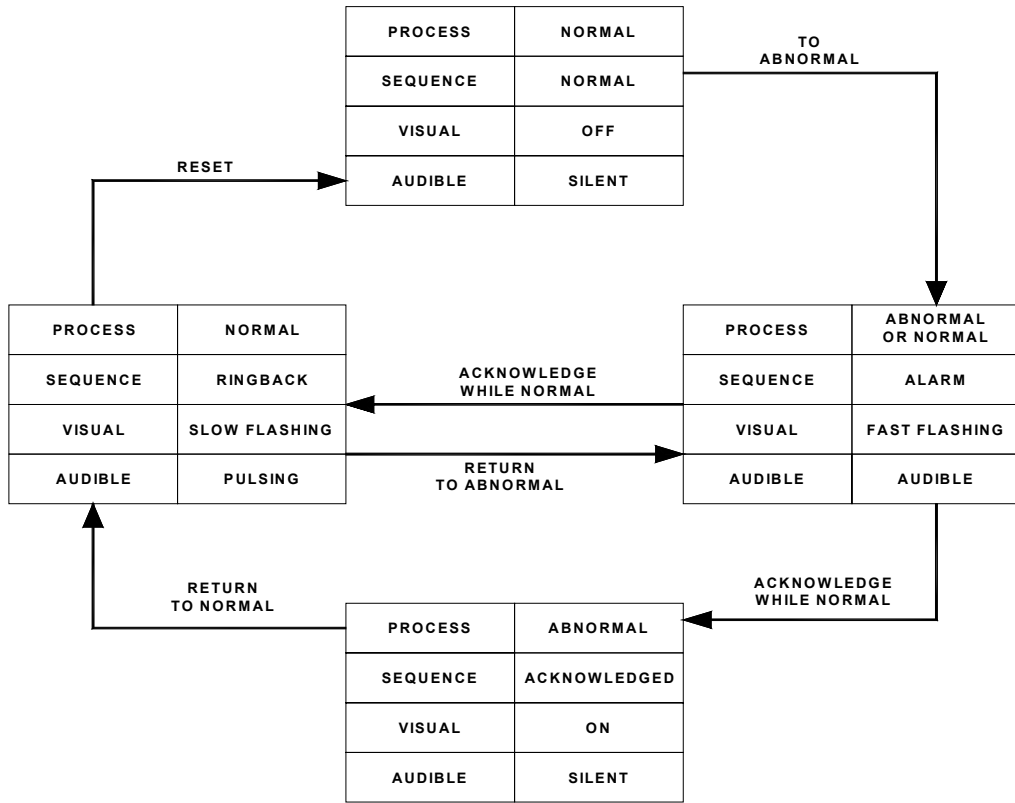 PROCESS NORMAL
SEQUENCE NORMAL
VISUAL OFF
AUDIBLE SILENT
TO
ABNORMAL
RESET
PROCESS NORMAL
SEQUENCE RINGBACK
VISUAL SLOW FLASHING
AUDIBLE PULSING
ACKNOWLEDGE
WHILE NORMAL
RETURN
TO ABNORMAL
PROCESS ABNORMAL
OR NORMAL
SEQUENCE ALARM
VISUAL FAST FLASHING
AUDIBLE AUDIBLE
RETURN
TO NORMAL
ACKNOWLEDGE
WHILE NORMAL
PROCESS ABNORMAL
SEQUENCE ACKNOWLEDGED
VISUAL ON
AUDIBLE SILENT